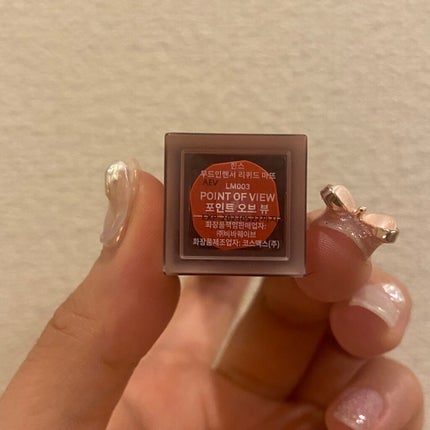 힌스
무드인핸서 리퀴드 마뜨
LM003
POINT OF VIEW
포인트 오브 뷰
화장품책임판매업자:
㈜비바웨이브
화장품제조업자: 코스맥스(주)